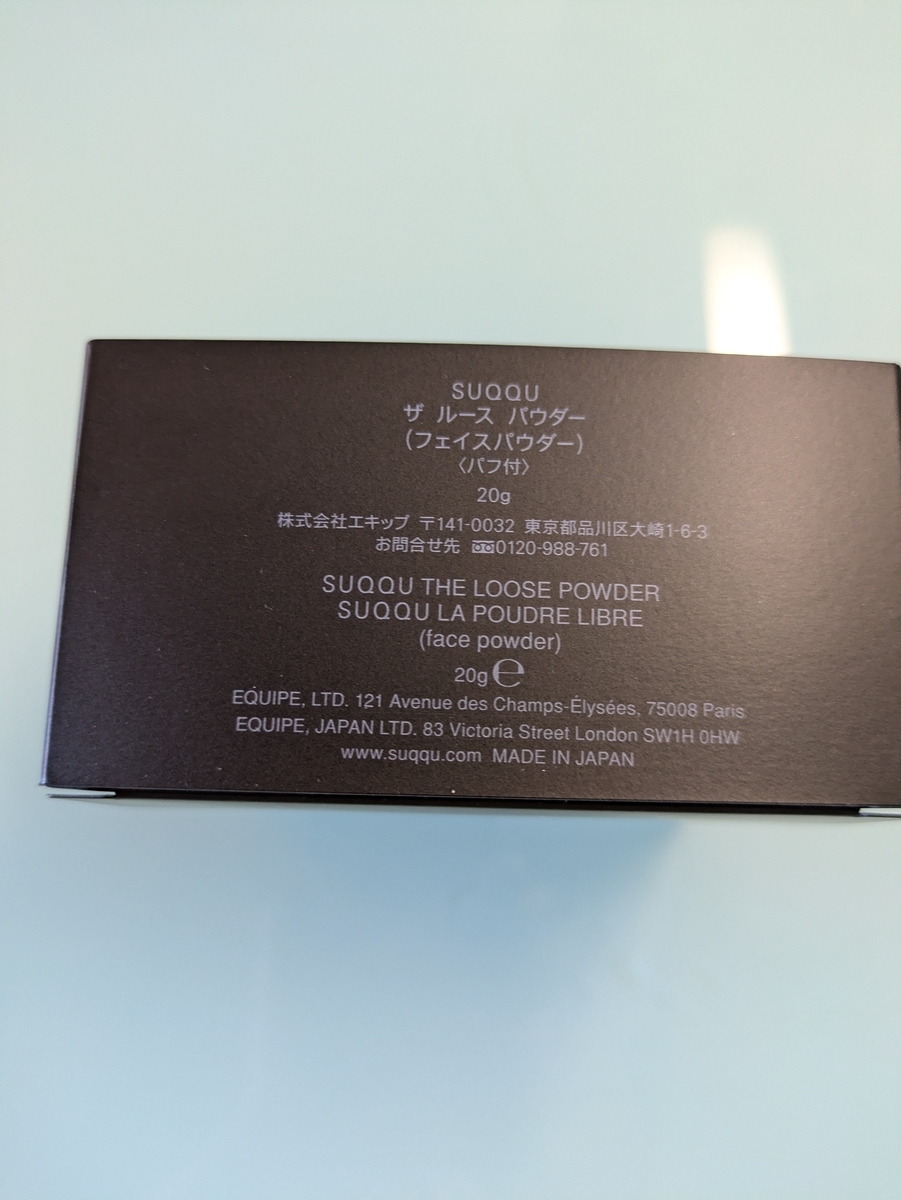 SUQQU
ザ ルース パウダー
(フェイスパウダー)
〈パフ付〉
20g
株式会社エキップ 〒141-0032 東京都品川区大崎1-6-3
お問合せ先 0120-988-761
SUQQU THE LOOSE POWDER
SUQQU LA POUDRE LIBRE
(face powder)
20g℮
EQUIPE, LTD. 121 Avenue des Champs-Élysées, 75008 Paris
EQUIPE, JAPAN LTD. 83 Victoria Street London SW1H 0HW
www.suqqu.com MADE IN JAPAN